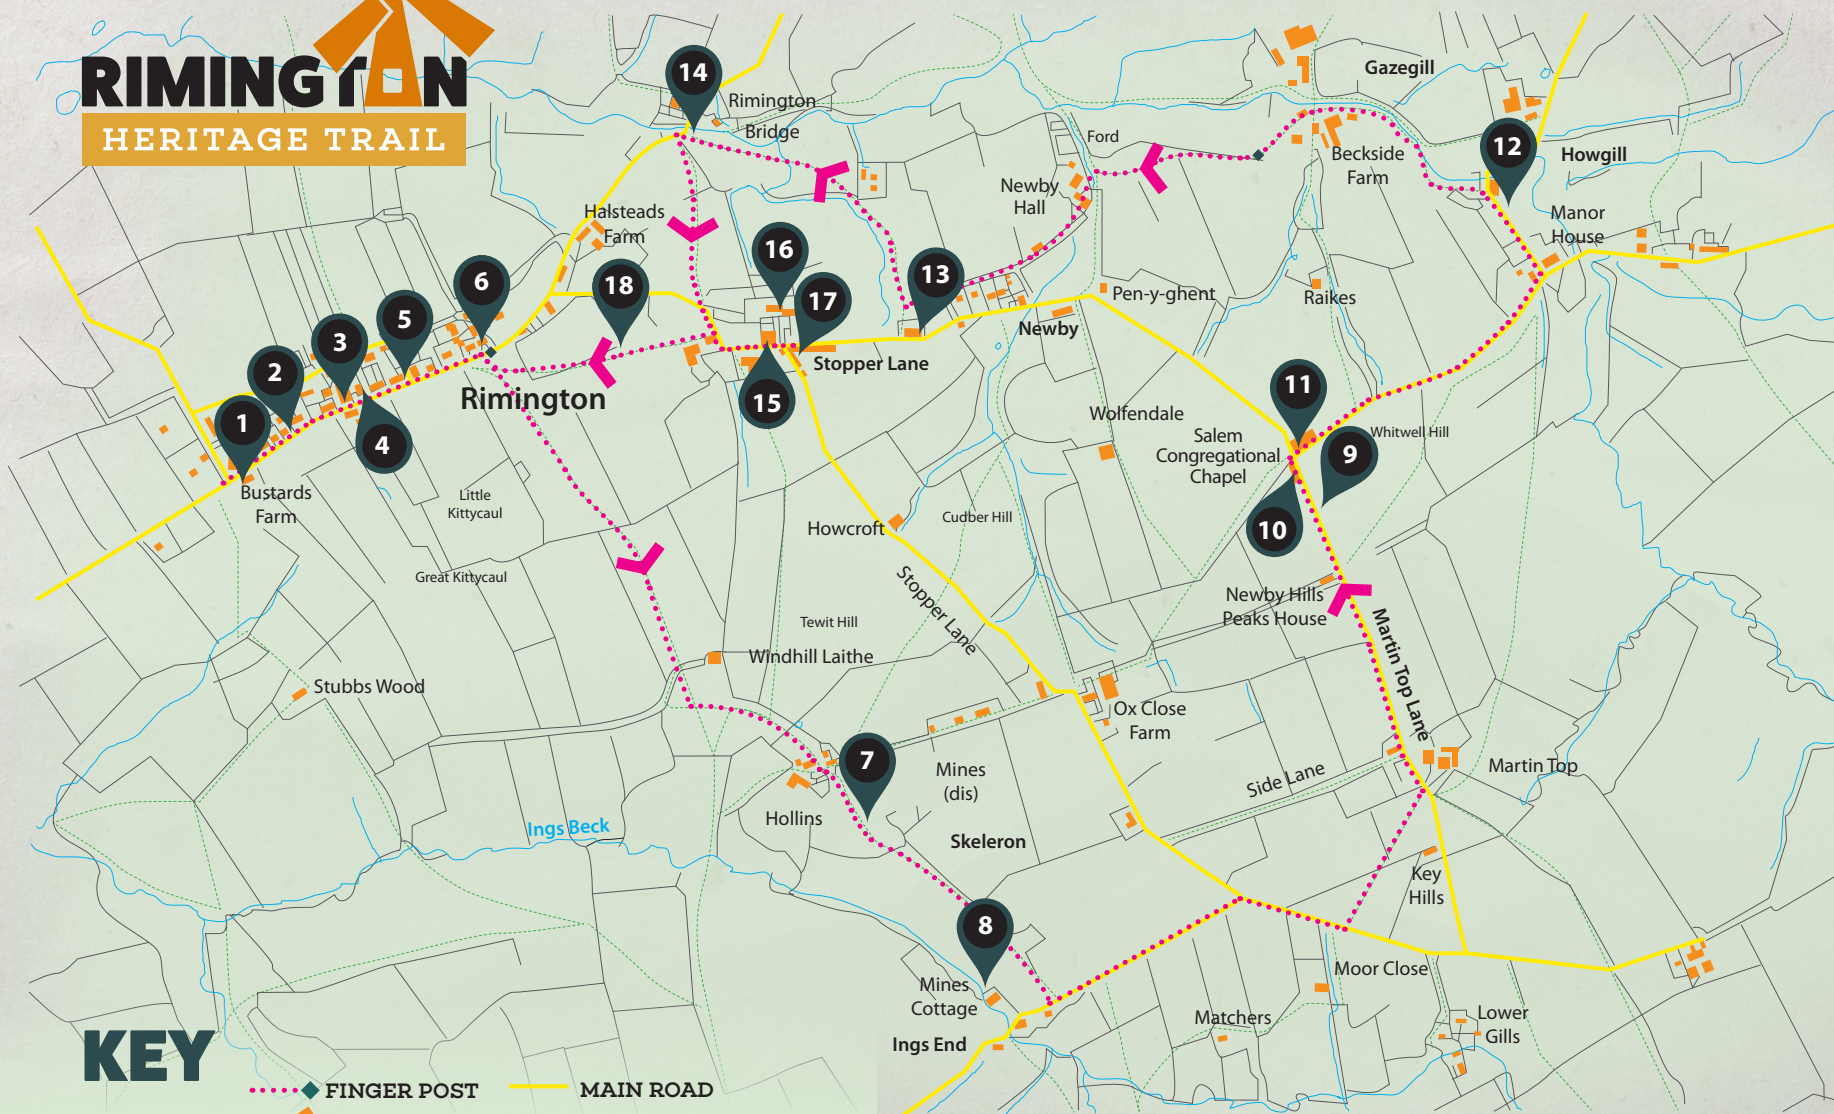 RIMINGTON
HERITAGE TRAIL
14
Rimington
Bridge
Gazegill
Ford
Beckside
Farm
12
Howgill
Newby
Hall
Manor
House
Halsteads
Farm
16
6
18
17
13
Pen-y-ghent
Raikes
5
3
Newby
2
Stopper Lane
Rimington
15
11
1
4
Wolfendale
Salem
Congregational
Chapel
Whitwell Hill
9
Bustards
Farm
Little
Kittycaul
Howcroft
Cudber Hill
10
Great Kittycaul
Stopper Lane
Newby Hills
Peaks House
Martin Top Lane
Tewit Hill
Windhill Laithe
Stubbs Wood
Ox Close
Farm
7
Mines
(dis)
Side Lane
Martin Top
Hollins
Ings Beck
Skeleron
Key
Hills
8
Mines
Cottage
Moor Close
Matchers
Lower
Gills
Ings End
KEY
FINGER POST
MAIN ROAD